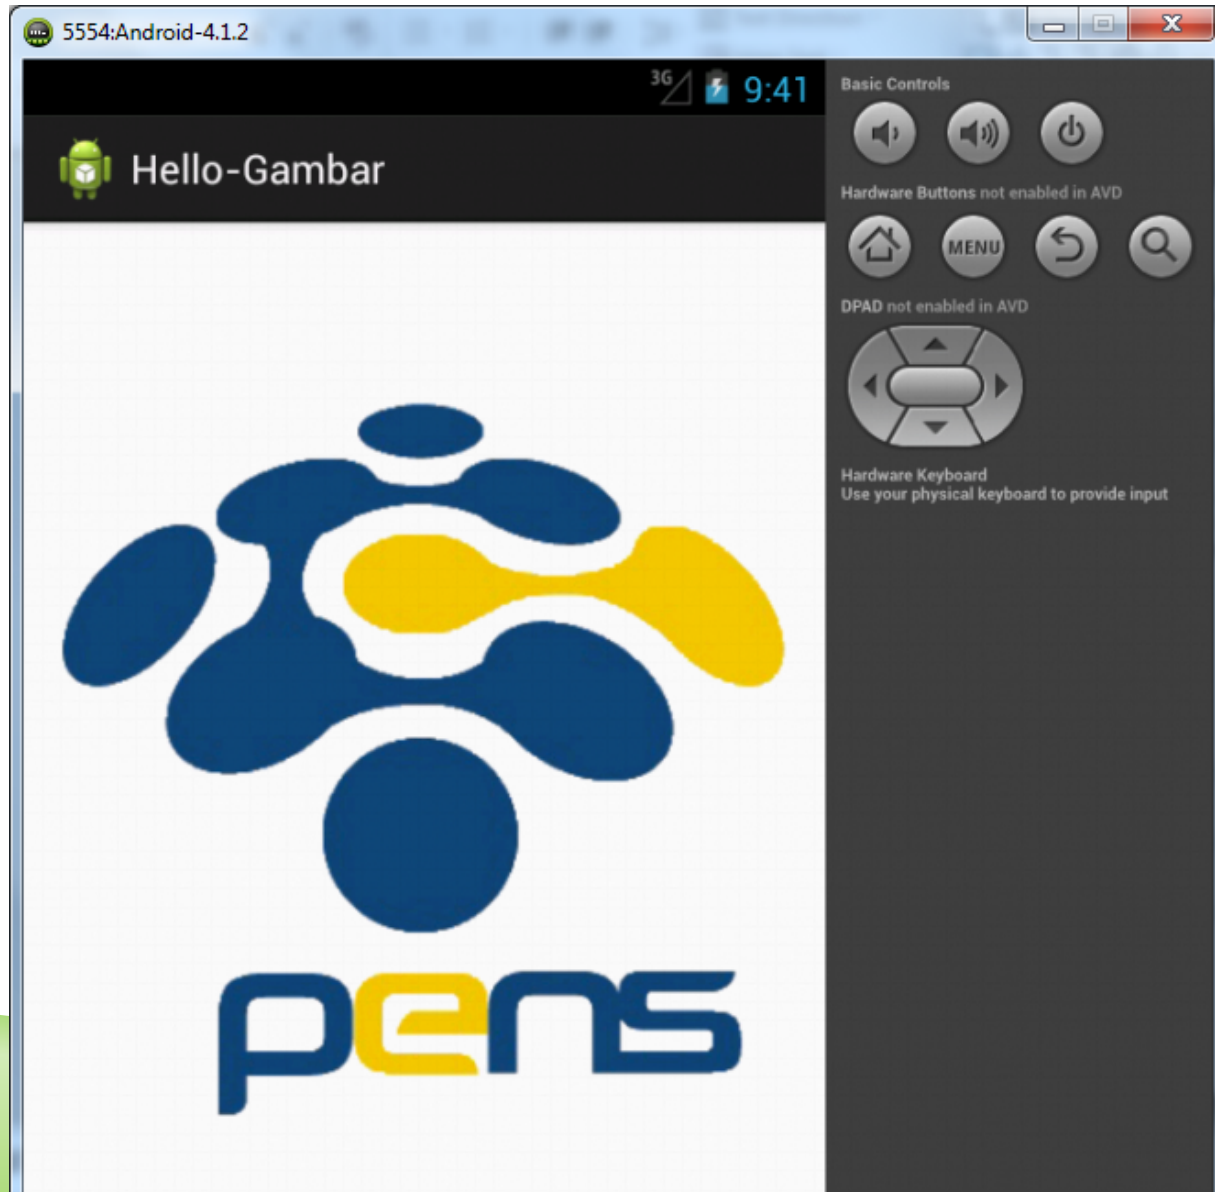 5554:Android-4.1.2
3G 9:41
Hello-Gambar
pens
Basic Controls
Hardware Buttons not enabled in AVD
MENU
DPAD not enabled in AVD
Hardware Keyboard
Use your physical keyboard to provide input